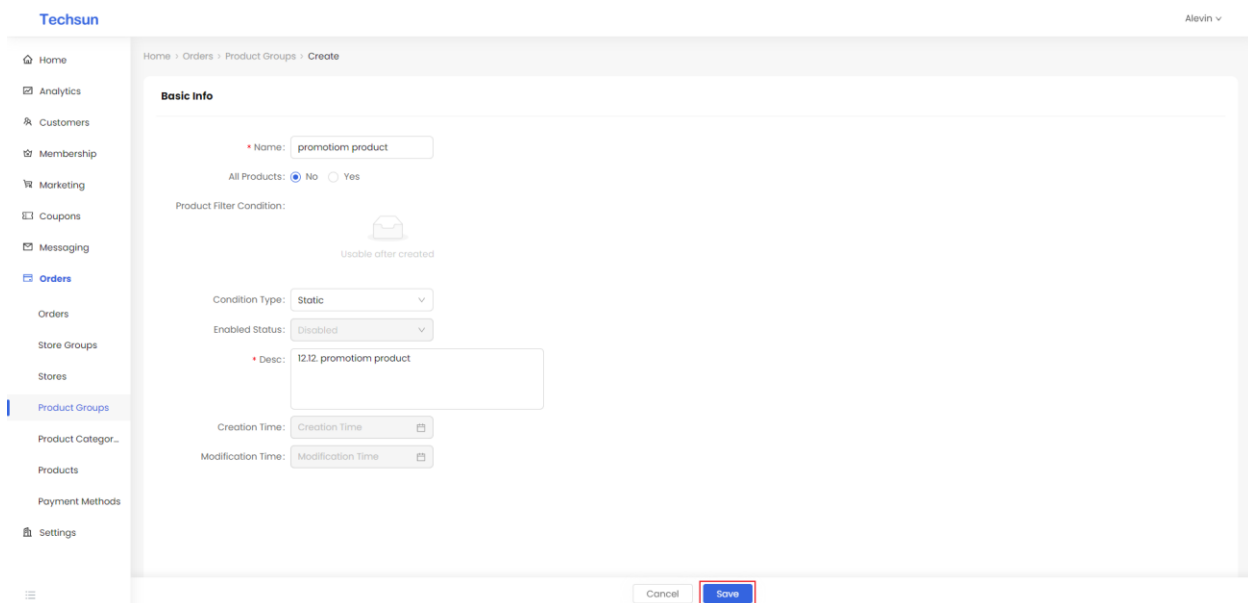 Techsun
Alevin
Home
Analytics
Customers
Membership
Marketing
Coupons
Messaging
Orders
Orders
Store Groups
Stores
Product Groups
Product Categor...
Products
Payment Methods
Settings
Home > Orders > Product Groups > Create
Basic Info
* Name: promotiom product
All Products: No Yes
Product Filter Condition:
Usable after created
Condition Type: Static
Enabled Status: Disabled
* Desc: 12.12. promotiom product
Creation Time: Creation Time
Modification Time: Modification Time
Cancel Save